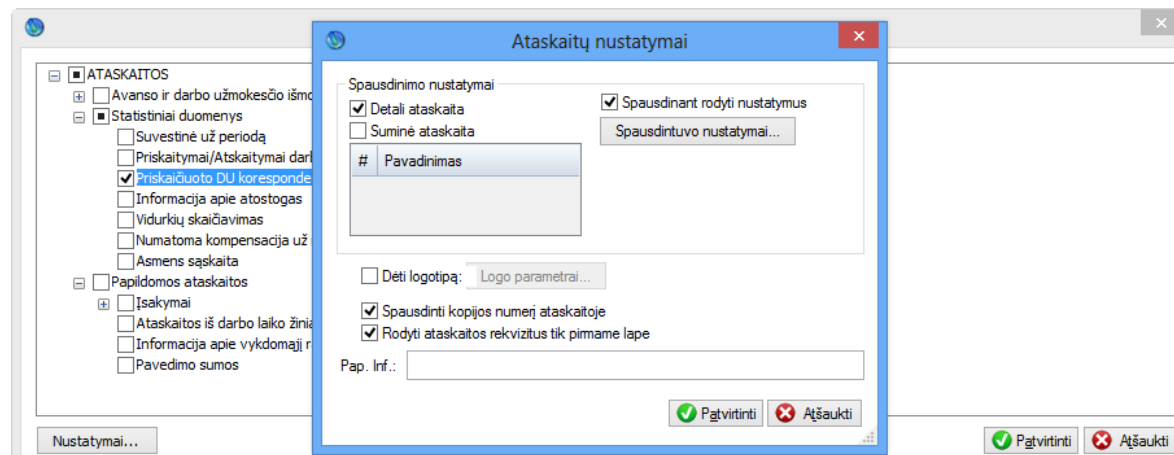 ATASKAITOS
Avanso ir darbo užmokesčio išmo
Statistiniai duomenys
Suvestinė už periodą
Priskaitymai/Atskaitymai dar
Priskaičiuoto DU koresponde
Informacija apie atostogas
Vidurkių skaičiavimas
Numatoma kompensacija už
Asmens sąskaita
Papildomos ataskaitos
Įsakymai
Ataskaitos iš darbo laiko žinia
Informacija apie vykdomąjį r
Pavedimo sumos
Nustatymai...
Ataskaitų nustatymai
Spausdinimo nustatymai
Detali ataskaita
Suminė ataskaita
# Pavadinimas
Spausdinant rodyti nustatymus
Spausdintuvo nustatymai...
Dėti logotipą: Logo parametrai...
Spausdinti kopijos numerį ataskaitoje
Rodyti ataskaitos rekvizitus tik pirmame lape
Pap. Inf.:
Patvirtinti Atšaukti
Patvirtinti Atšaukti